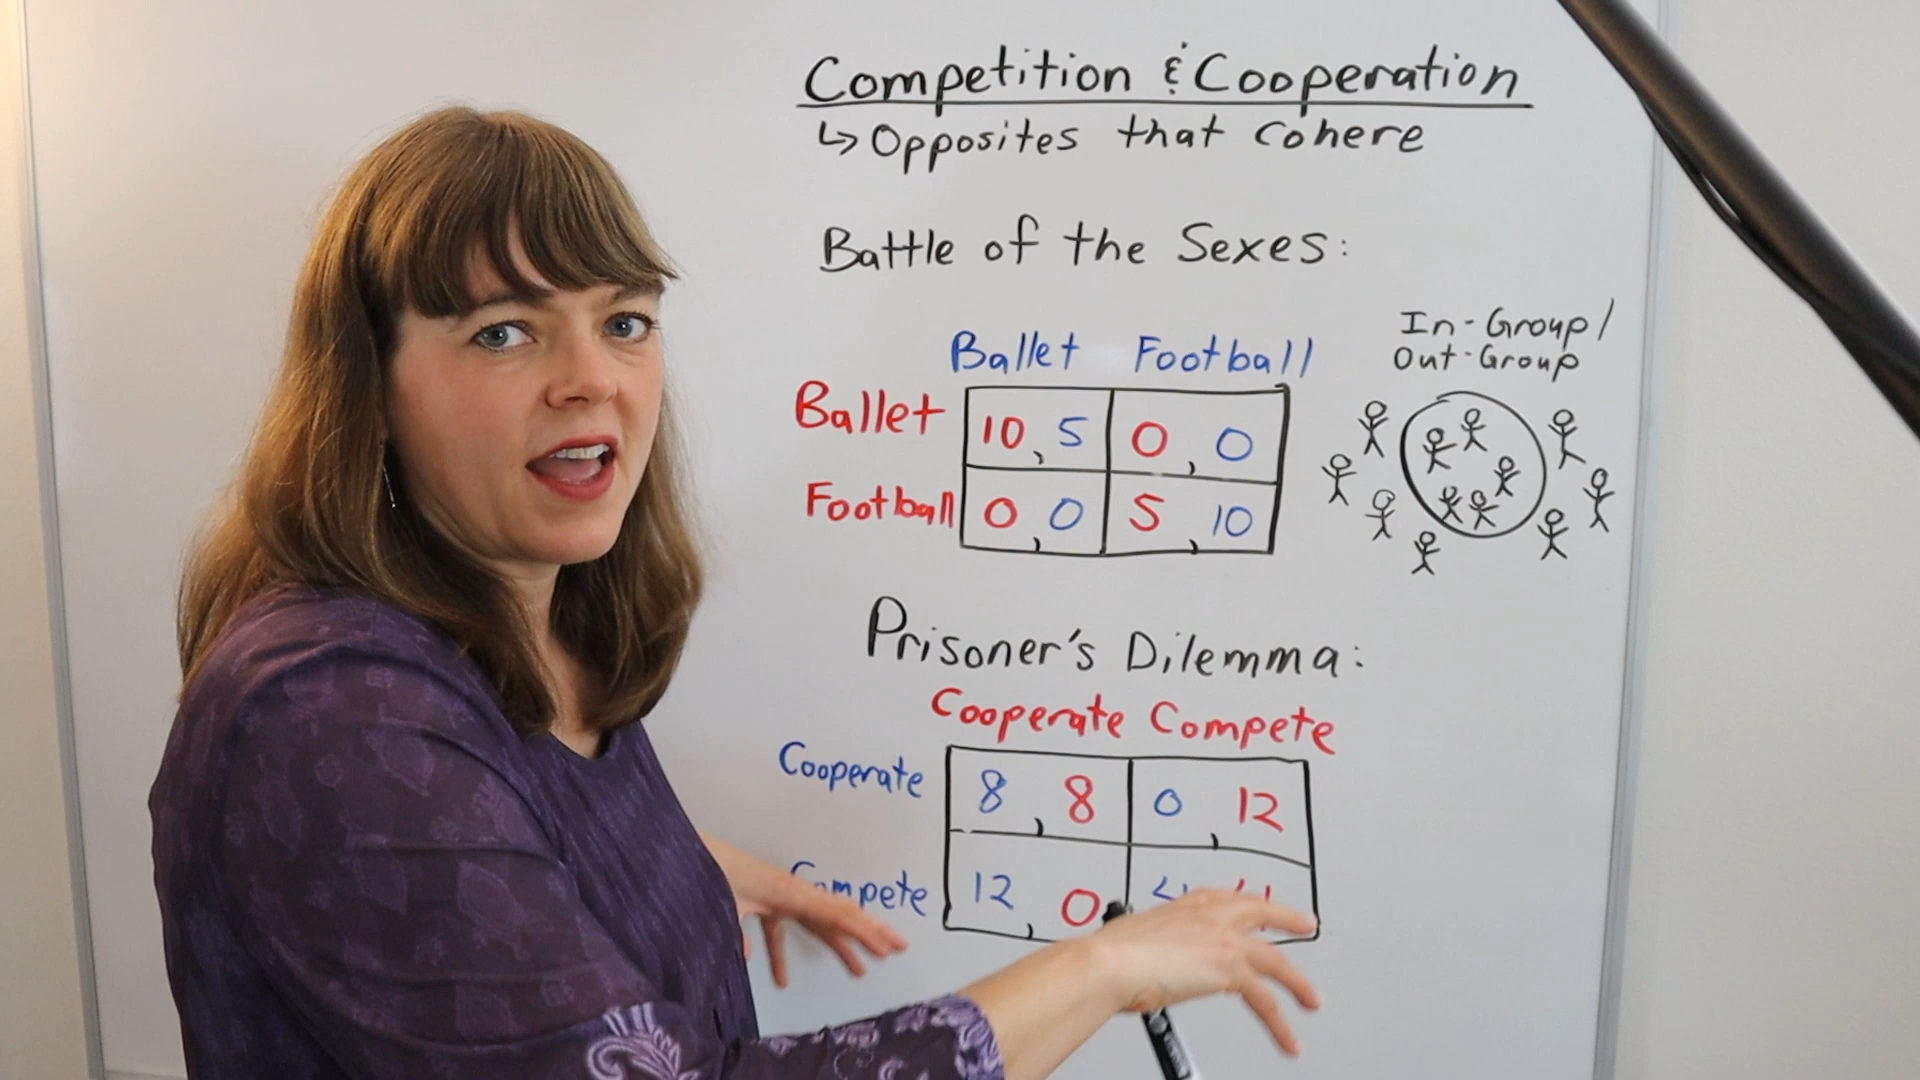 Competition & Cooperation
↳ Opposites that cohere
Battle of the Sexes:
In-Group/
Out-Group
Ballet Football
Ballet 10, 5 0, 0
Football 0, 0 5, 10
Prisoner's Dilemma:
Cooperate Compete
Cooperate 8, 8 0, 12
Compete 12, 0